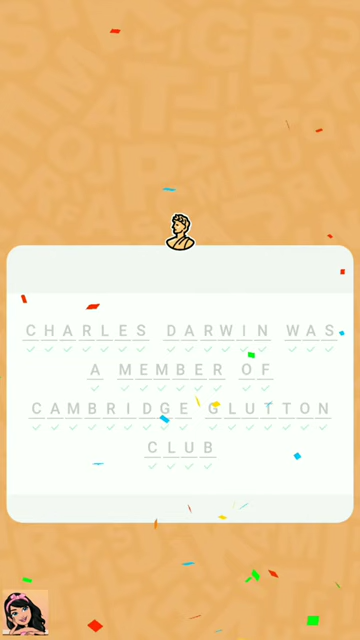 CHARLES DARWIN WAS
A MEMBER OF
CAMBRIDGE GLUTTON
CLUB